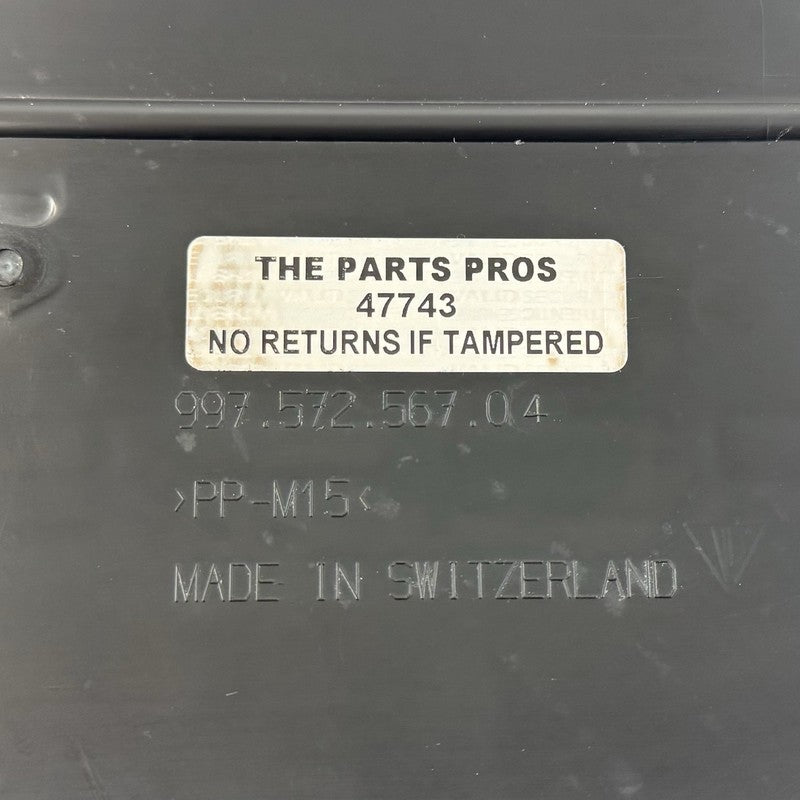 THE PARTS PROS
47743
NO RETURNS IF TAMPERED
997.572.567.04
>PP-M15<
MADE IN SWITZERLAND